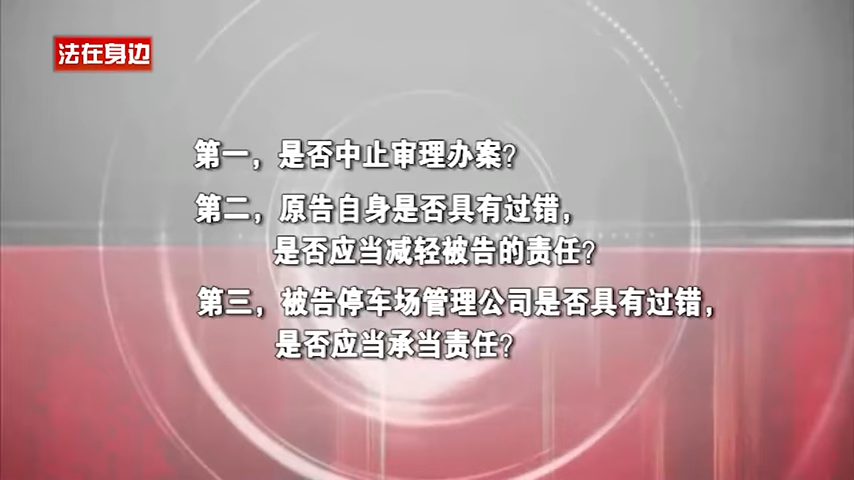 法在身边
第一，是否中止审理办案？
第二，原告自身是否具有过错，
是否应当减轻被告的责任？
第三，被告停车场管理公司是否具有过错，
是否应当承当责任？